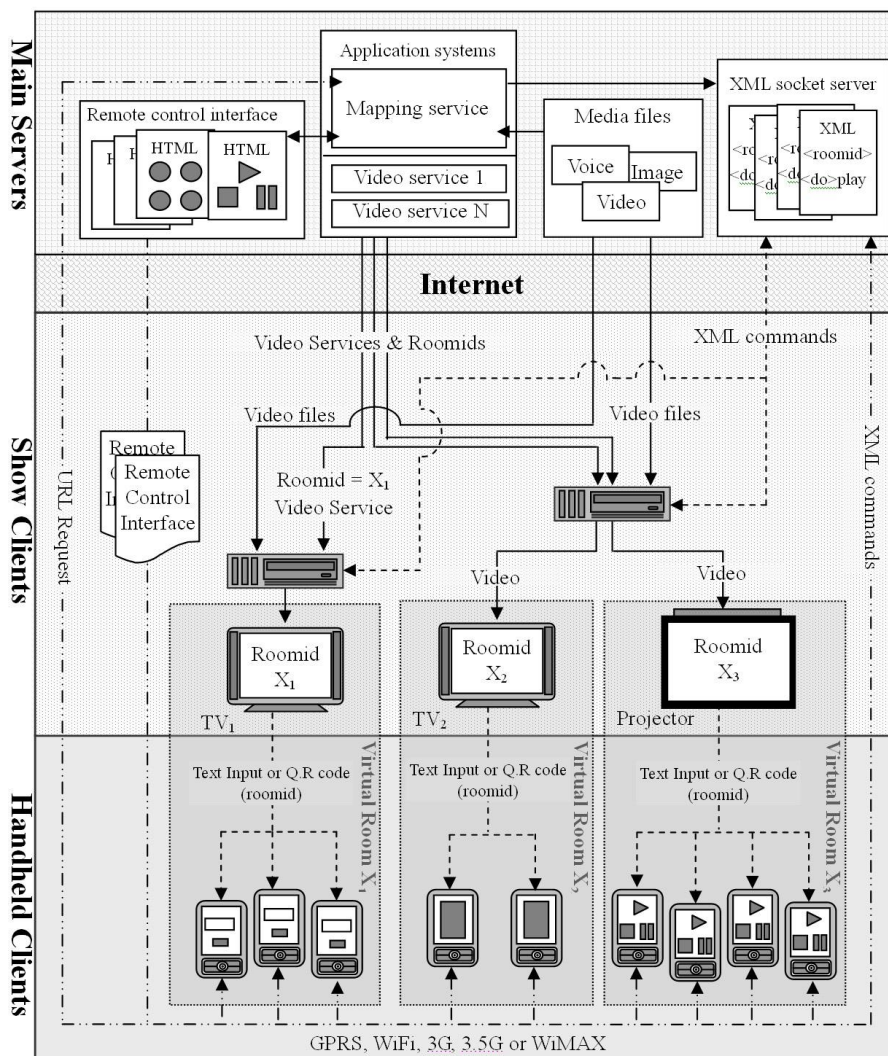 Main Servers
Application systems
Mapping service
Video service 1
Video service N
Remote control interface
HTML
HTML
Media files
Voice
Image
Video
XML socket server
XML
<roomid>
<do>play
Internet
Show Clients
Video Services & Roomids
XML commands
Video files
Video files
Remote
Remote
Control
Interface
URL Request
XML commands
Roomid = X₁
Video Service
Video
Video
Roomid
X₁
Roomid
X₂
Roomid
X₃
TV₁
TV₂
Projector
Handheld Clients
Text Input or Q.R code
(roomid)
Text Input or Q.R code
(roomid)
Text Input or Q.R code
(roomid)
Virtual Room X₁
Virtual Room X
Virtual Room X₃
GPRS, WiFi, 3G, 3.5G or WiMAX